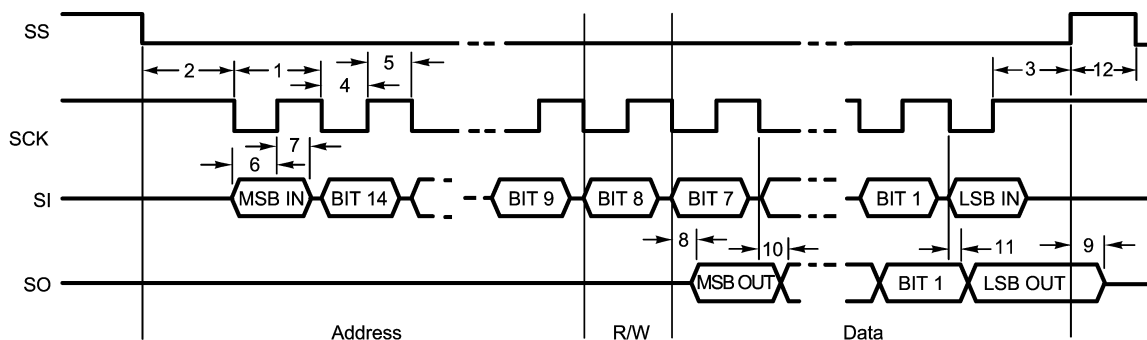 SS
2
1
5
4
3
12
SCK
6
7
SI
MSB IN
BIT 14
BIT 9
BIT 8
BIT 7
BIT 1
LSB IN
8
10
11
9
SO
MSB OUT
BIT 1
LSB OUT
Address
R/W
Data